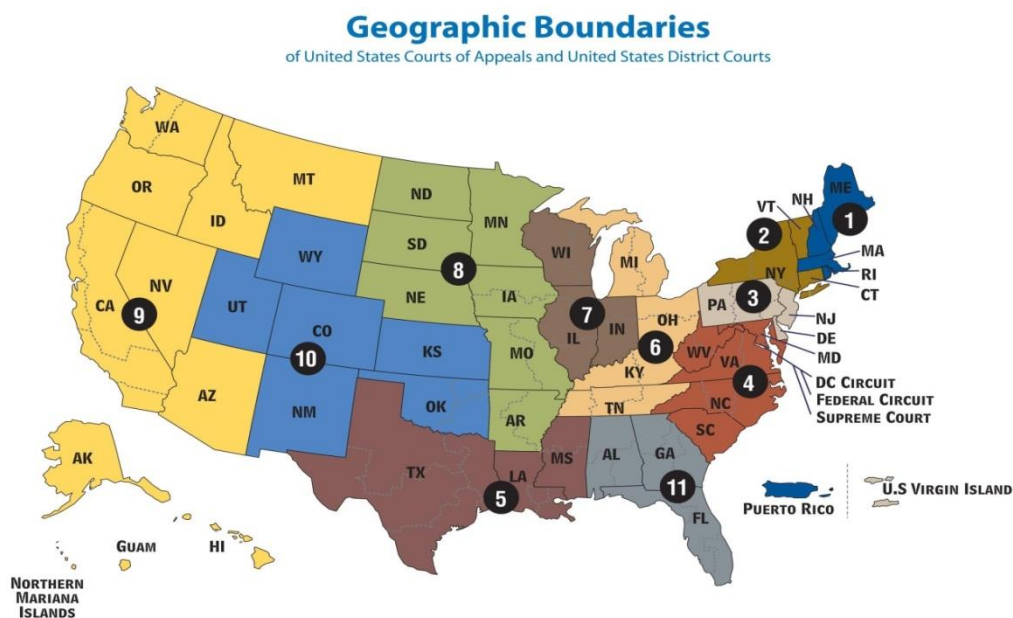 Geographic Boundaries
of United States Courts of Appeals and United States District Courts
WA
OR
ID
MT
ND
MN
SD
WY
NE
IA
WI
MI
VT
NH
ME
1
2
MA
RI
CT
NY
3
PA
NJ
DE
MD
DC CIRCUIT
FEDERAL CIRCUIT
SUPREME COURT
CA
NV
9
UT
CO
10
KS
8
MO
7
IL
IN
OH
6
KY
WV
VA
4
NC
TN
SC
AZ
NM
OK
AR
TX
LA
5
MS
AL
GA
11
FL
AK
HI
GUAM
NORTHERN
MARIANA
ISLANDS
PUERTO RICO
U.S VIRGIN ISLAND